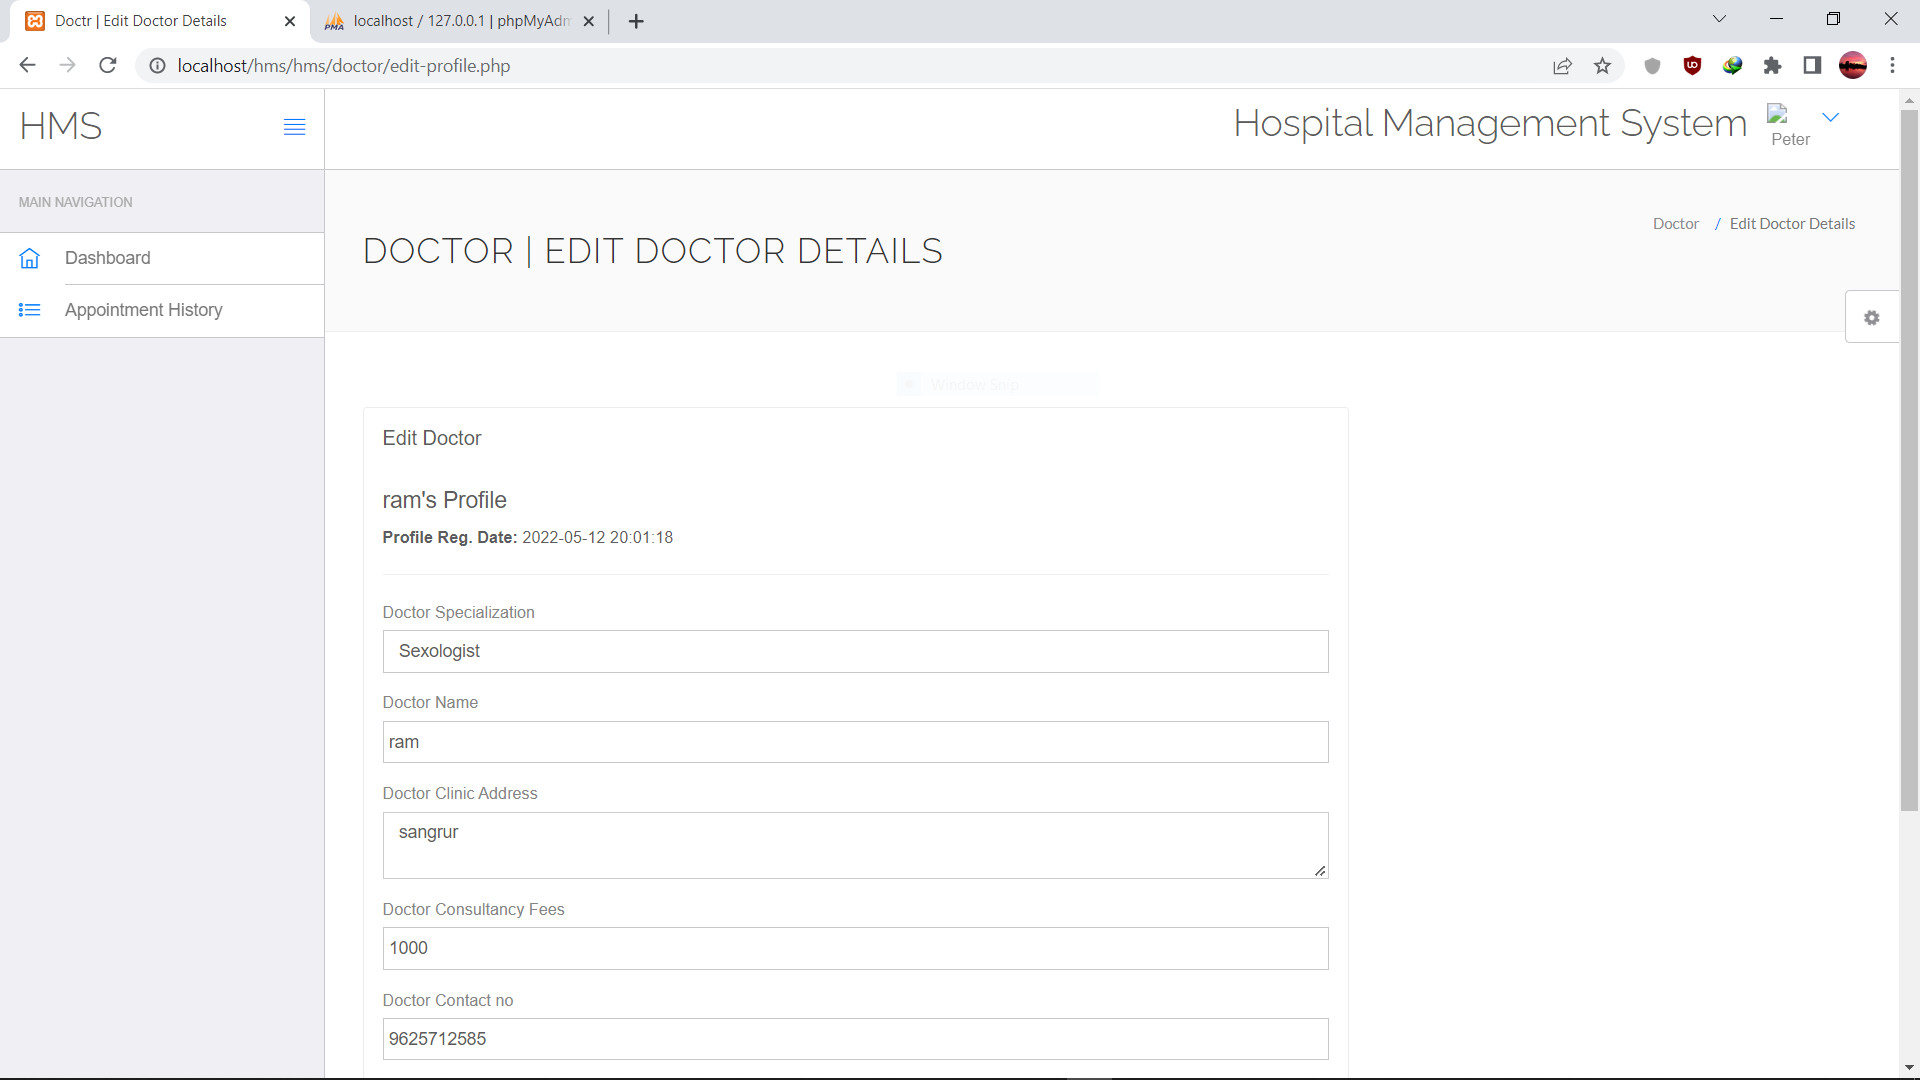 Doctr | Edit Doctor Details
localhost / 127.0.0.1 | phpMyAdm
localhost/hms/hms/doctor/edit-profile.php
HMS
Hospital Management System
Peter
MAIN NAVIGATION
Dashboard
Appointment History
DOCTOR | EDIT DOCTOR DETAILS
Doctor / Edit Doctor Details
Window Snip
Edit Doctor
ram's Profile
Profile Reg. Date: 2022-05-12 20:01:18
Doctor Specialization
Sexologist
Doctor Name
ram
Doctor Clinic Address
sangrur
Doctor Consultancy Fees
1000
Doctor Contact no
9625712585